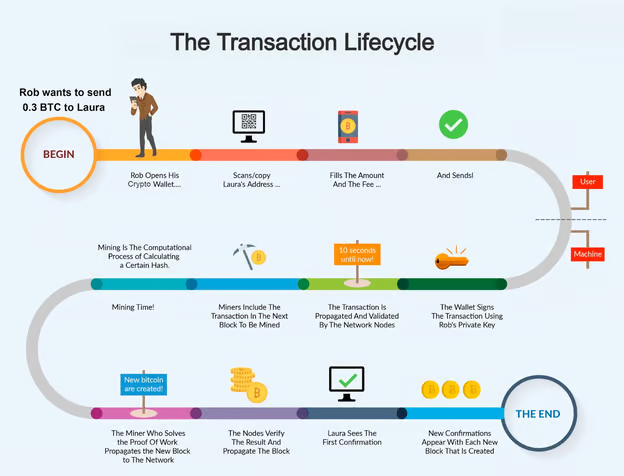 The Transaction Lifecycle
Rob wants to send
0.3 BTC to Laura
BEGIN
Rob Opens His
Crypto Wallet....
Scans/copy
Laura's Address ...
Fills The Amount
And The Fee ...
And Sends!
User
Machine
Mining Is The Computational
Process of Calculating
a Certain Hash.
Mining Time!
Miners Include The
Transaction In The Next
Block To Be Mined
10 seconds
until now!
The Transaction Is
Propagated And Validated
By The Network Nodes
The Wallet Signs
The Transaction Using
Rob's Private Key
New bitcoin
are created!
The Miner Who Solves
the Proof Of Work
Propagates the New Block
to The Network
The Nodes Verify
The Result And
Propagate The Block
Laura Sees The
First Confirmation
New Confirmations
Appear With Each New
Block That Is Created
THE END